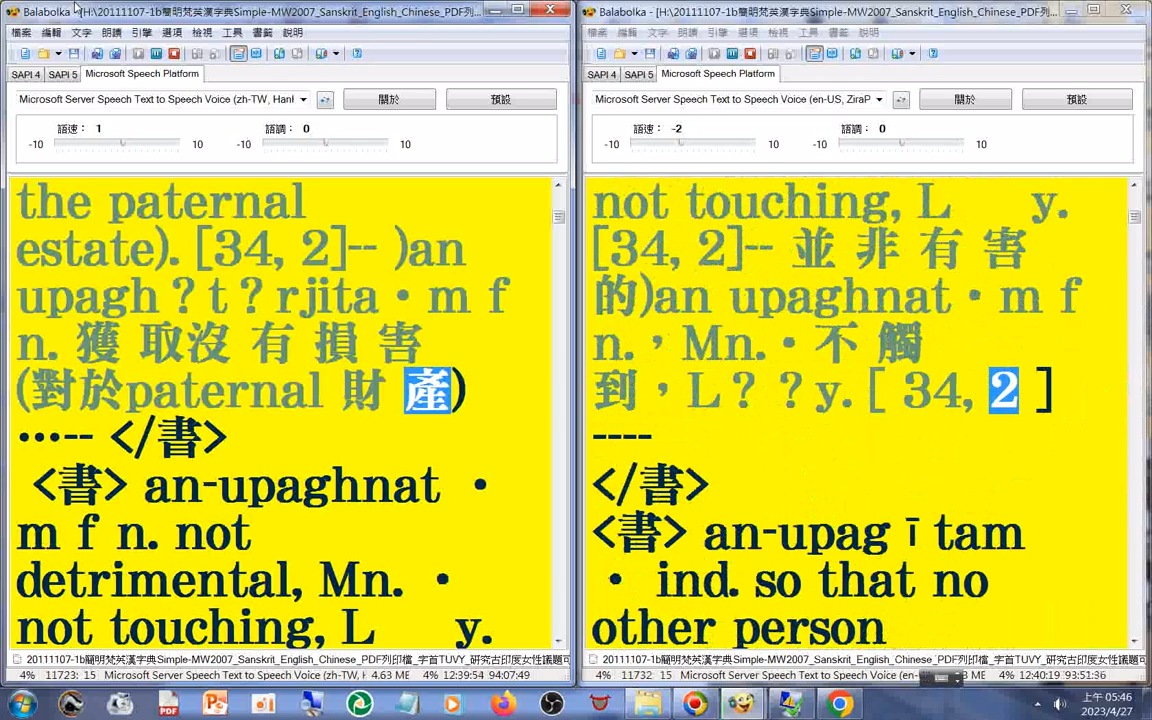 Balabolka - [H:\20111107-1b簡明梵英漢字典Simple-MW2007_Sanskrit_English_Chinese_PDF列...
檔案 編輯 文字 朗讀 引擎 選項 檢視 工具 書籤 說明
SAPI 4 SAPI 5 Microsoft Speech Platform
Microsoft Server Speech Text to Speech Voice (zh-TW, Hanl
關於 預設
語速： 1 語調： 0
-10 10 -10 10
the paternal
estate). [34, 2]-- )an
upagh？t？rjita・m f
n. 獲 取沒 有 損 害
(對於paternal 財 產)
…-- </書>
<書> an-upaghnat ・
m f n. not
detrimental, Mn. ・
not touching, L y.
20111107-1b簡明梵英漢字典Simple-MW2007_Sanskrit_English_Chinese_PDF列印檔_字首TUVY_研究古印度女性議題可
4% 11723: 15 Microsoft Server Speech Text to Speech Voice (zh-TW, H 4.63 ME 4% 12:39:54 94:07:49
Balabolka - [H:\20111107-1b簡明梵英漢字典Simple-MW2007_Sanskrit_English_Chinese_PDF列印...
檔案 編輯 文字 朗讀 引擎 選項 檢視 工具 書籤 說明
SAPI 4 SAPI 5 Microsoft Speech Platform
Microsoft Server Speech Text to Speech Voice (en-US, ZiraP
關於 預設
語速： -2 語調： 0
-10 10 -10 10
not touching, L y.
[34, 2]-- 並 非 有 害
的)an upaghnat・m f
n.，Mn.・不 觸
到，L？？y. [ 34, 2 ]
----
</書>
<書> an-upagītam
・ ind. so that no
other person
20111107-1b簡明梵英漢字典Simple-MW2007_Sanskrit_English_Chinese_PDF列印檔_字首TUVY_研究古印度女性議題可
4% 11732: 15 Microsoft Server Speech Text to Speech Voice (en-US, 3 ME 4% 12:40:19 93:51:36
上午 05:46
2023/4/27